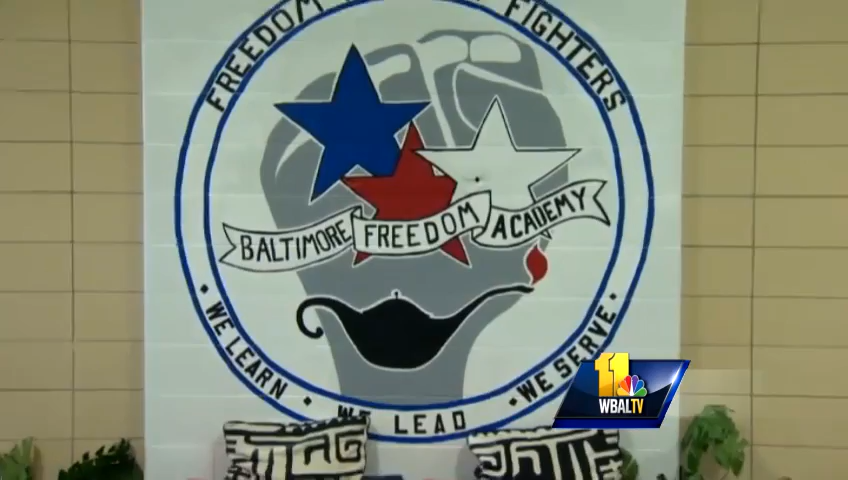 FREEDOM
FIGHTERS
BALTIMORE FREEDOM ACADEMY
• WE LEARN • WE LEAD • WE SERVE •
11
WBALTV